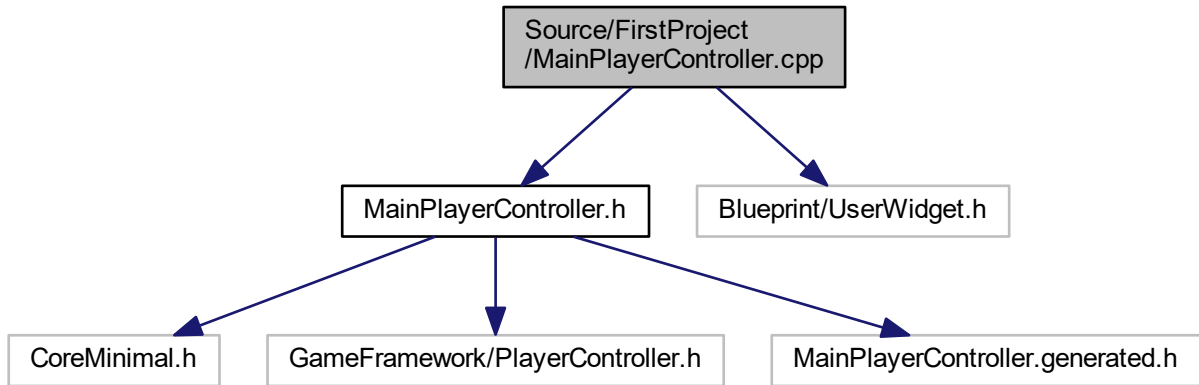 Source/FirstProject
/MainPlayerController.cpp
MainPlayerController.h
Blueprint/UserWidget.h
CoreMinimal.h
GameFramework/PlayerController.h
MainPlayerController.generated.h